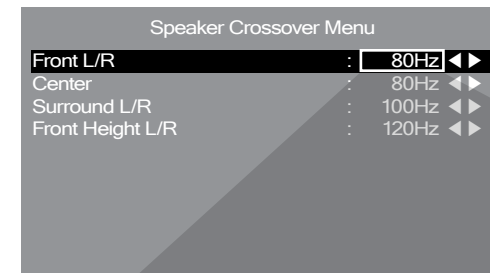 Speaker Crossover Menu
Front L/R : 80Hz ◀ ▶
Center : 80Hz ◀ ▶
Surround L/R : 100Hz ◀ ▶
Front Height L/R : 120Hz ◀ ▶